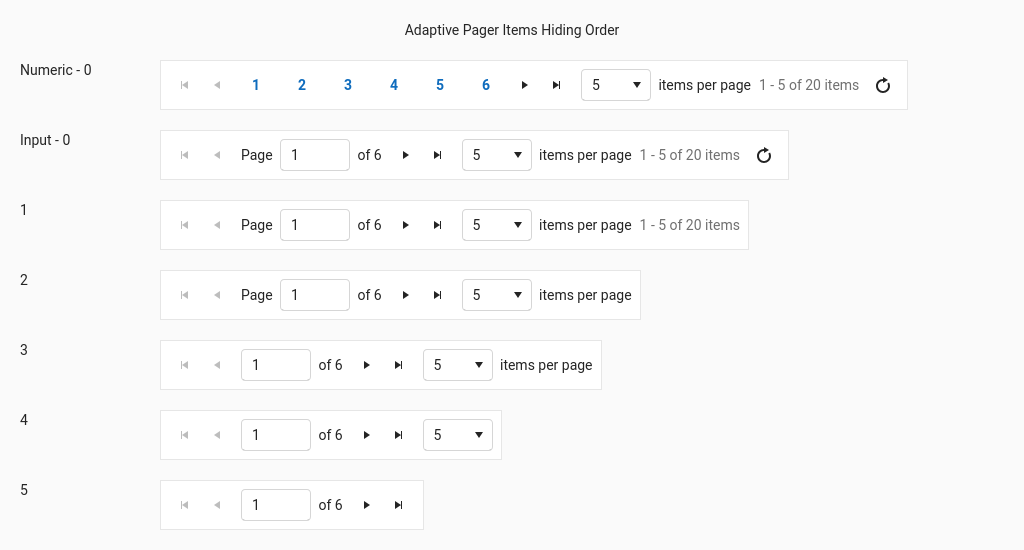 Adaptive Pager Items Hiding Order
Numeric - 0
1 2 3 4 5 6 5 items per page 1 - 5 of 20 items
Input - 0
Page 1 of 6 5 items per page 1 - 5 of 20 items
1
Page 1 of 6 5 items per page 1 - 5 of 20 items
2
Page 1 of 6 5 items per page
3
1 of 6 5 items per page
4
1 of 6 5
5
1 of 6